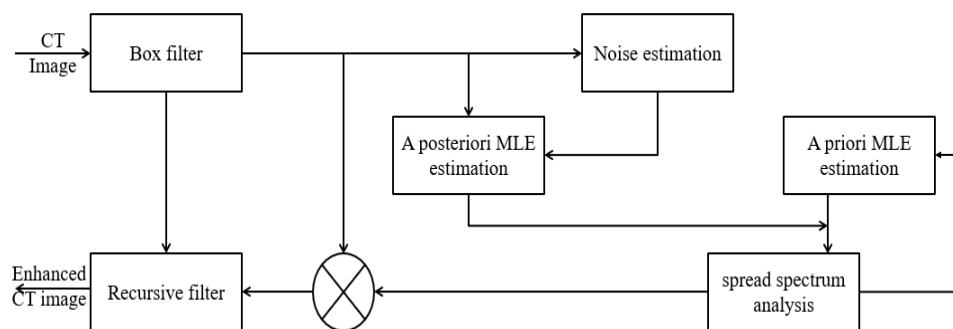 CT
Image
Box filter
Noise estimation
A posteriori MLE
estimation
A priori MLE
estimation
Enhanced
CT image
Recursive filter
spread spectrum
analysis